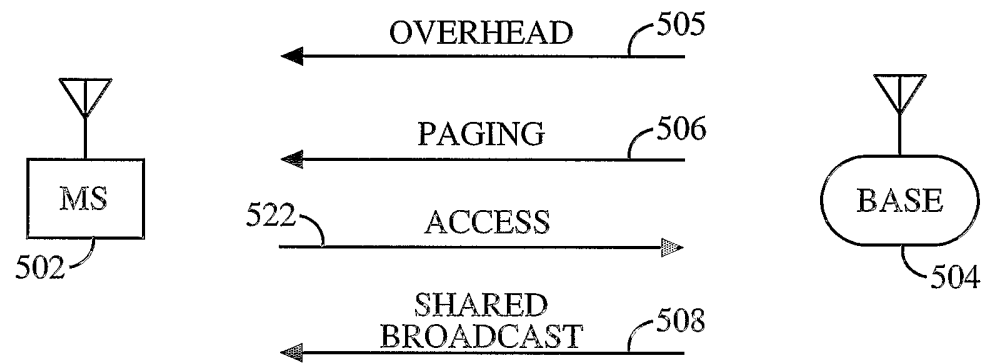 OVERHEAD
505
PAGING
506
MS
BASE
522
ACCESS
502
504
SHARED
BROADCAST
508